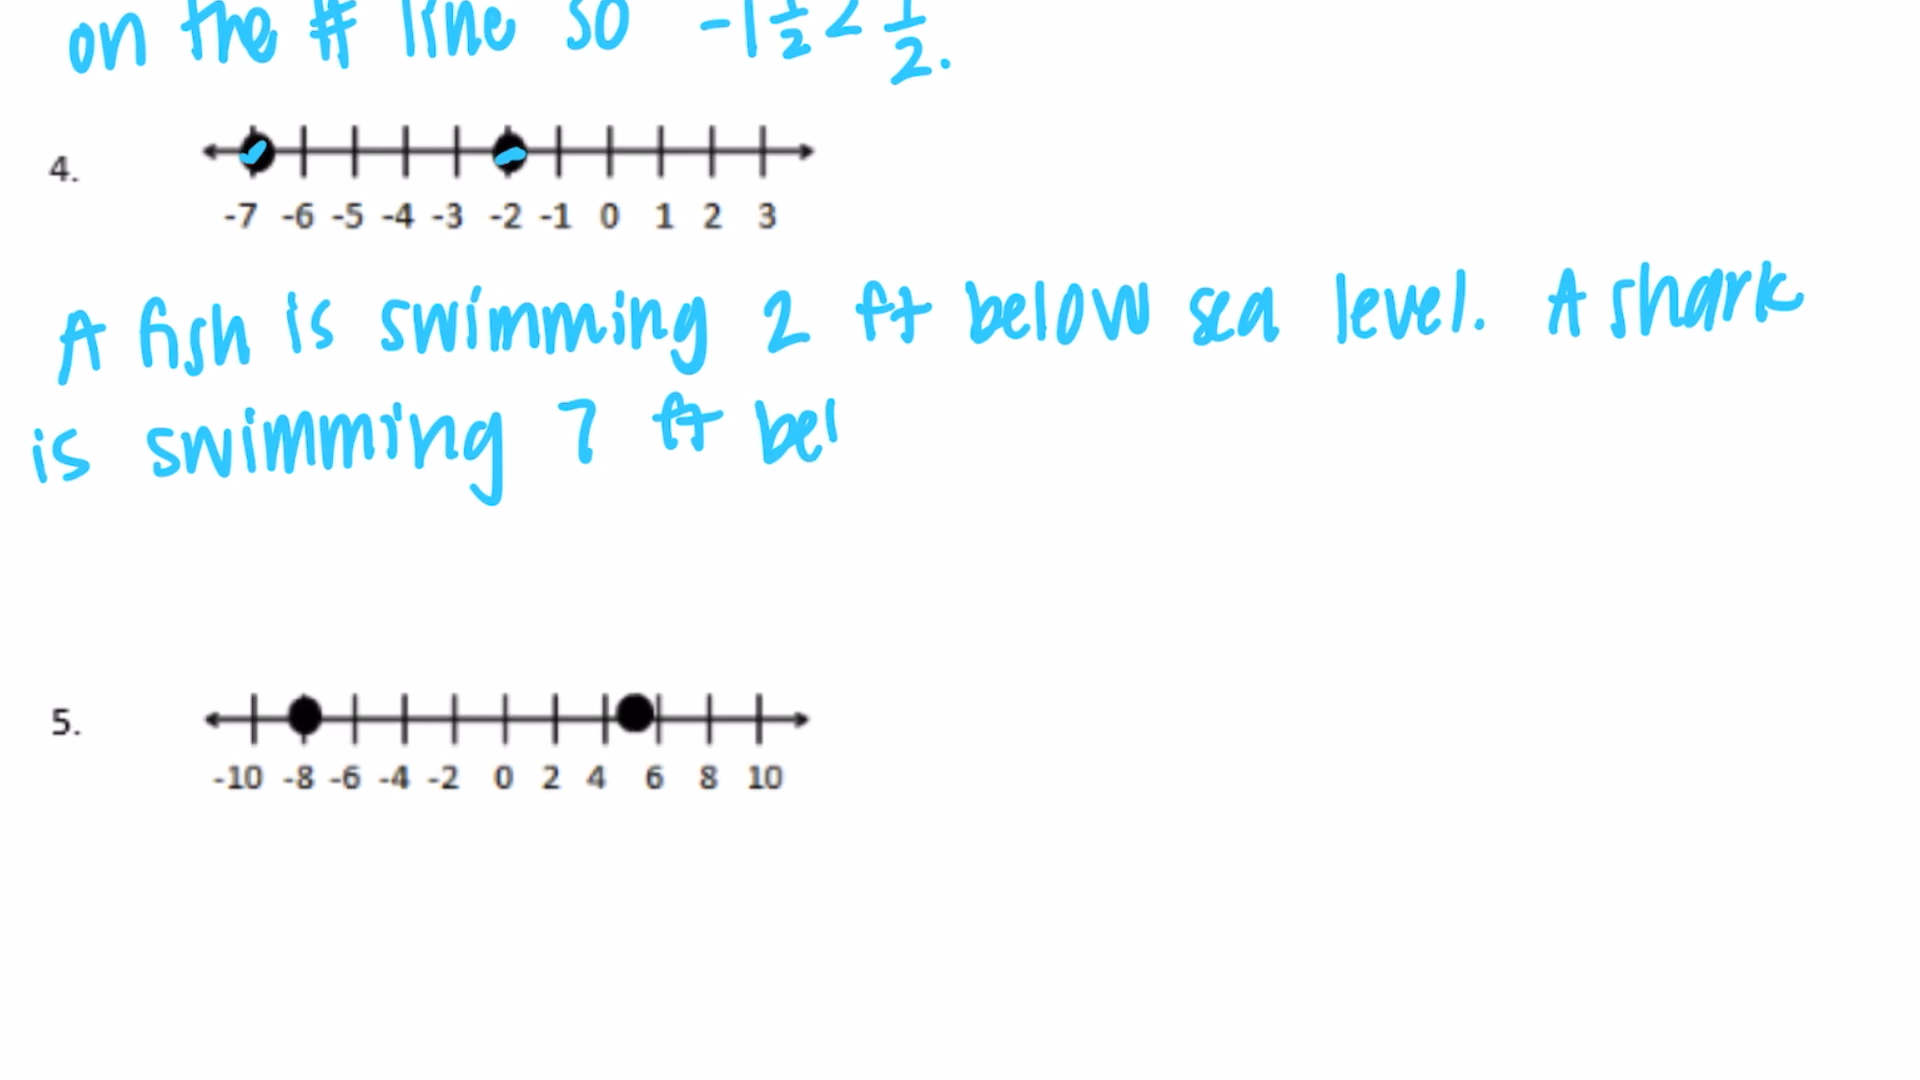 on the # line so -1 1/2 < 1/2.
4.
-7 -6 -5 -4 -3 -2 -1 0 1 2 3
A fish is swimming 2 ft below sea level. A shark
is swimming 7 ft bel
5.
-10 -8 -6 -4 -2 0 2 4 6 8 10